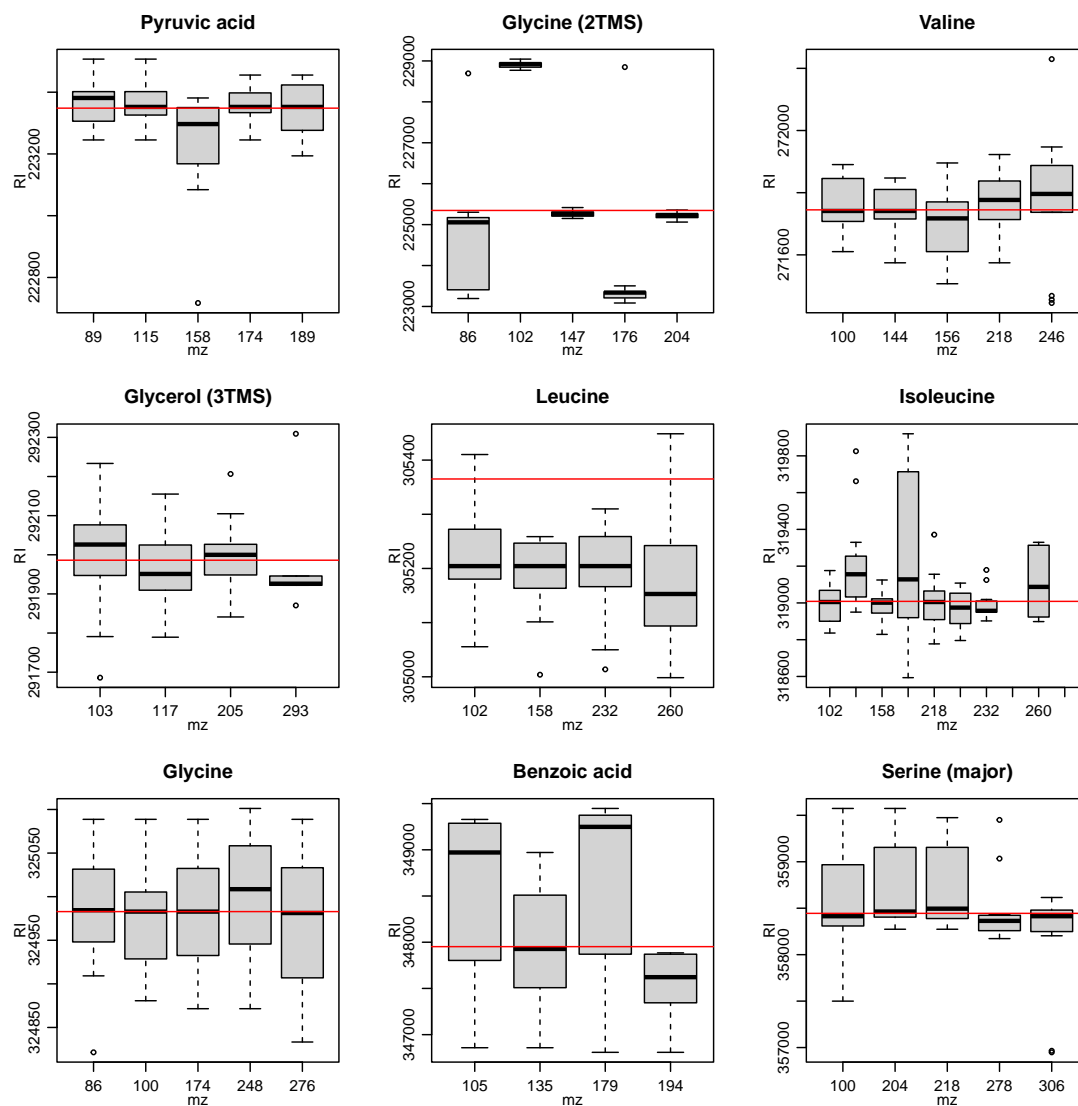 Pyruvic acid
RI
223200
222800
89 115 158 174 189
mz
Glycine (2TMS)
RI
229000
227000
225000
223000
86 102 147 176 204
mz
Valine
RI
272000
271600
100 144 156 218 246
mz
Glycerol (3TMS)
RI
292300
292100
291900
291700
103 117 205 293
mz
Leucine
RI
305400
305200
305000
102 158 232 260
mz
Isoleucine
RI
319800
319400
319000
318600
102 158 218 232 260
mz
Glycine
RI
325050
324950
324850
86 100 174 248 276
mz
Benzoic acid
RI
349000
348000
347000
105 135 179 194
mz
Serine (major)
RI
359000
358000
357000
100 204 218 278 306
mz